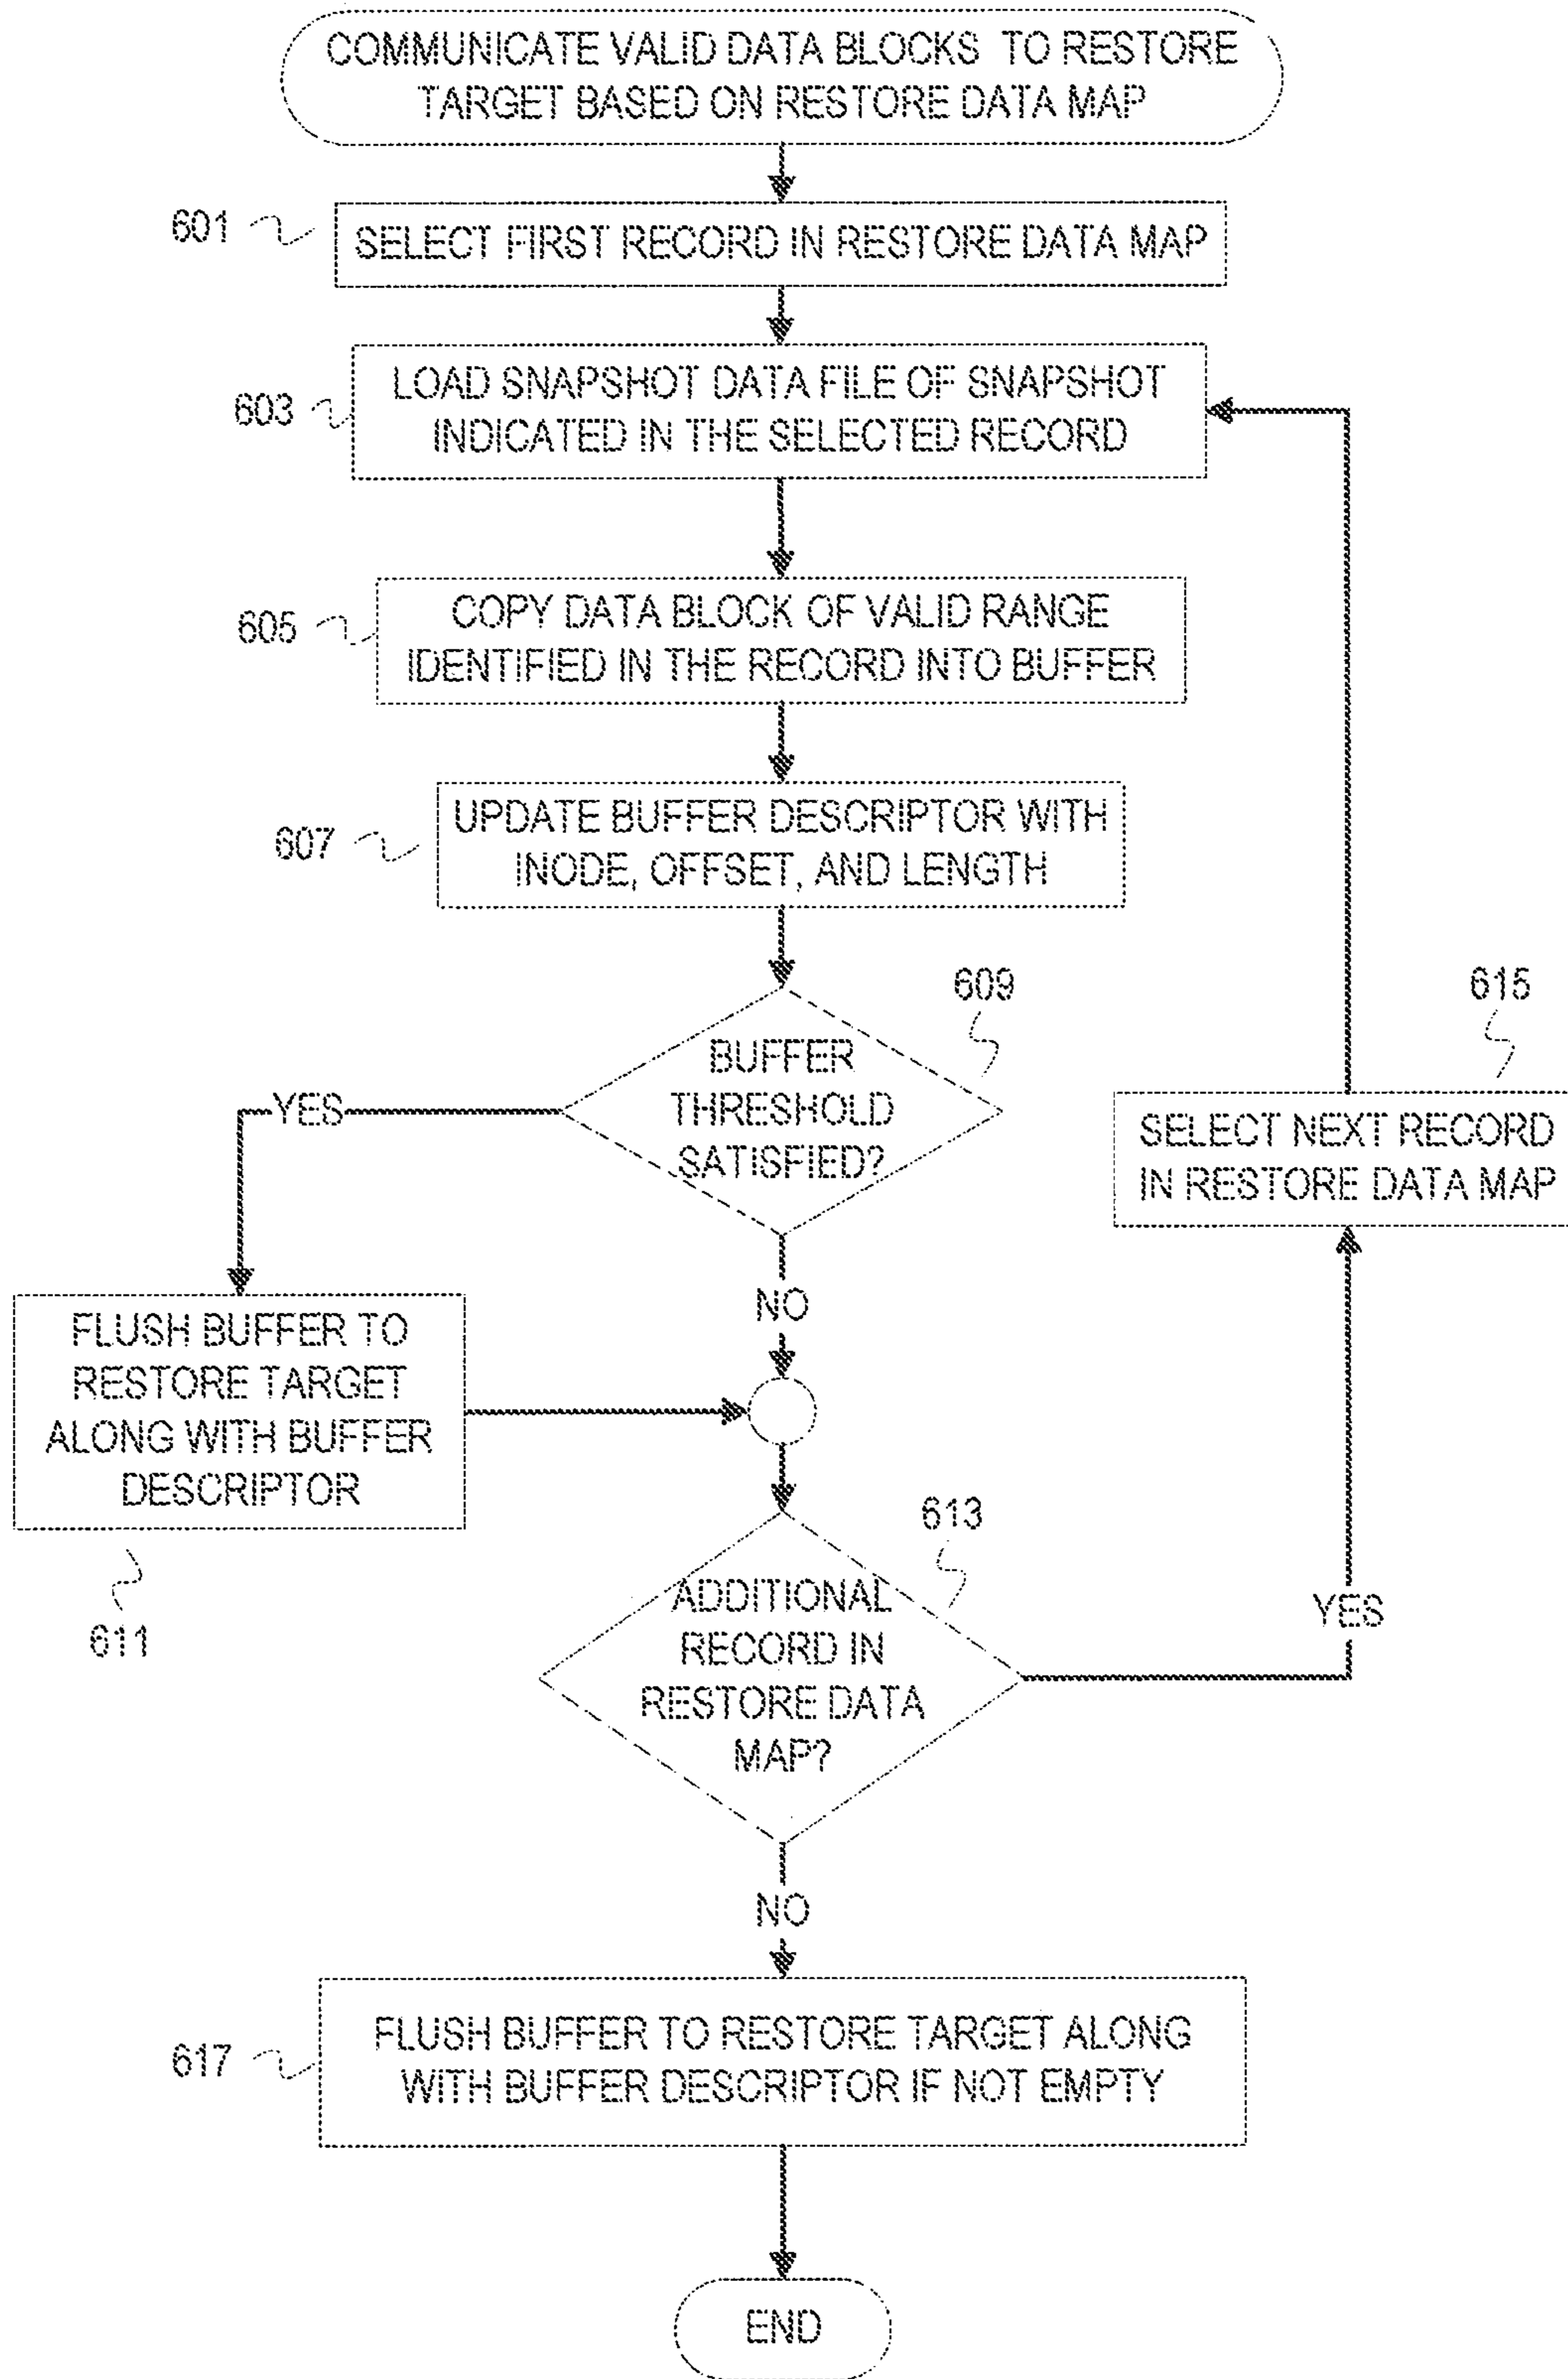 COMMUNICATE VALID DATA BLOCKS TO RESTORE
TARGET BASED ON RESTORE DATA MAP
601
SELECT FIRST RECORD IN RESTORE DATA MAP
603
LOAD SNAPSHOT DATA FILE OF SNAPSHOT
INDICATED IN THE SELECTED RECORD
605
COPY DATA BLOCK OF VALID RANGE
IDENTIFIED IN THE RECORD INTO BUFFER
607
UPDATE BUFFER DESCRIPTOR WITH
INODE, OFFSET, AND LENGTH
609
BUFFER
THRESHOLD
SATISFIED?
YES
NO
615
SELECT NEXT RECORD
IN RESTORE DATA MAP
FLUSH BUFFER TO
RESTORE TARGET
ALONG WITH BUFFER
DESCRIPTOR
611
613
ADDITIONAL
RECORD IN
RESTORE DATA
MAP?
YES
NO
617
FLUSH BUFFER TO RESTORE TARGET ALONG
WITH BUFFER DESCRIPTOR IF NOT EMPTY
END